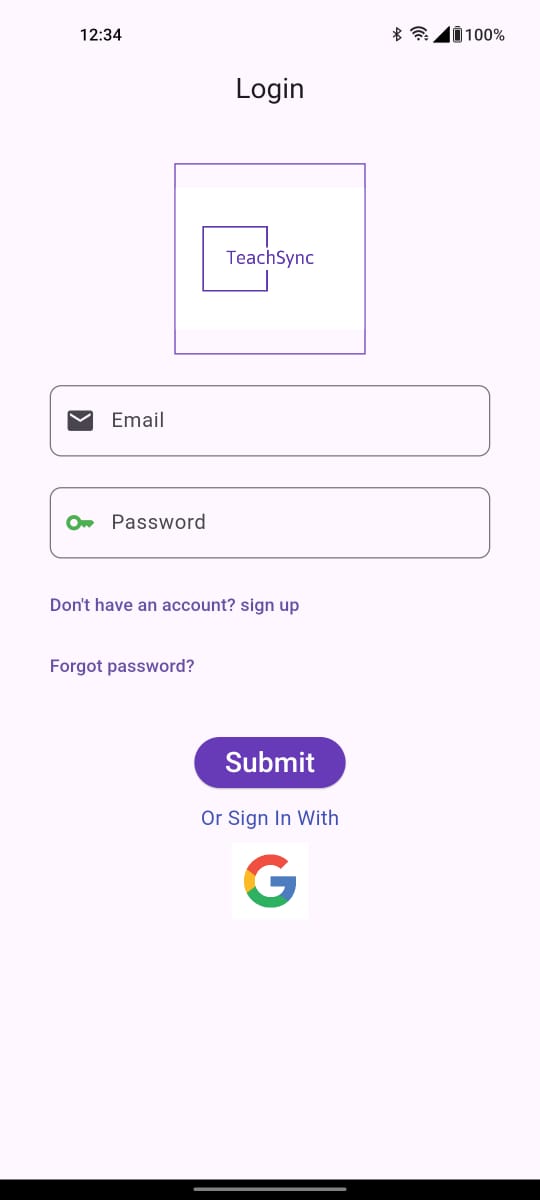 12:34
100%
Login
TeachSync
Email
Password
Don't have an account? sign up
Forgot password?
Submit
Or Sign In With